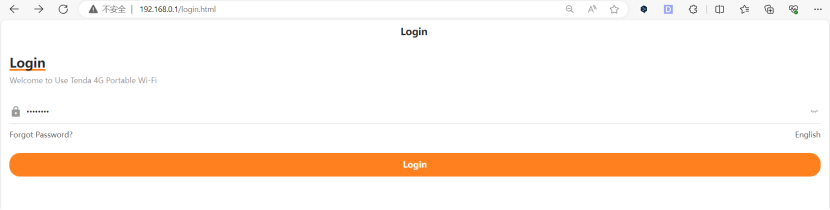 不安全 | 192.168.0.1/login.html
Login
Login
Welcome to Use Tenda 4G Portable Wi-Fi
••••••••
Forgot Password? English
Login